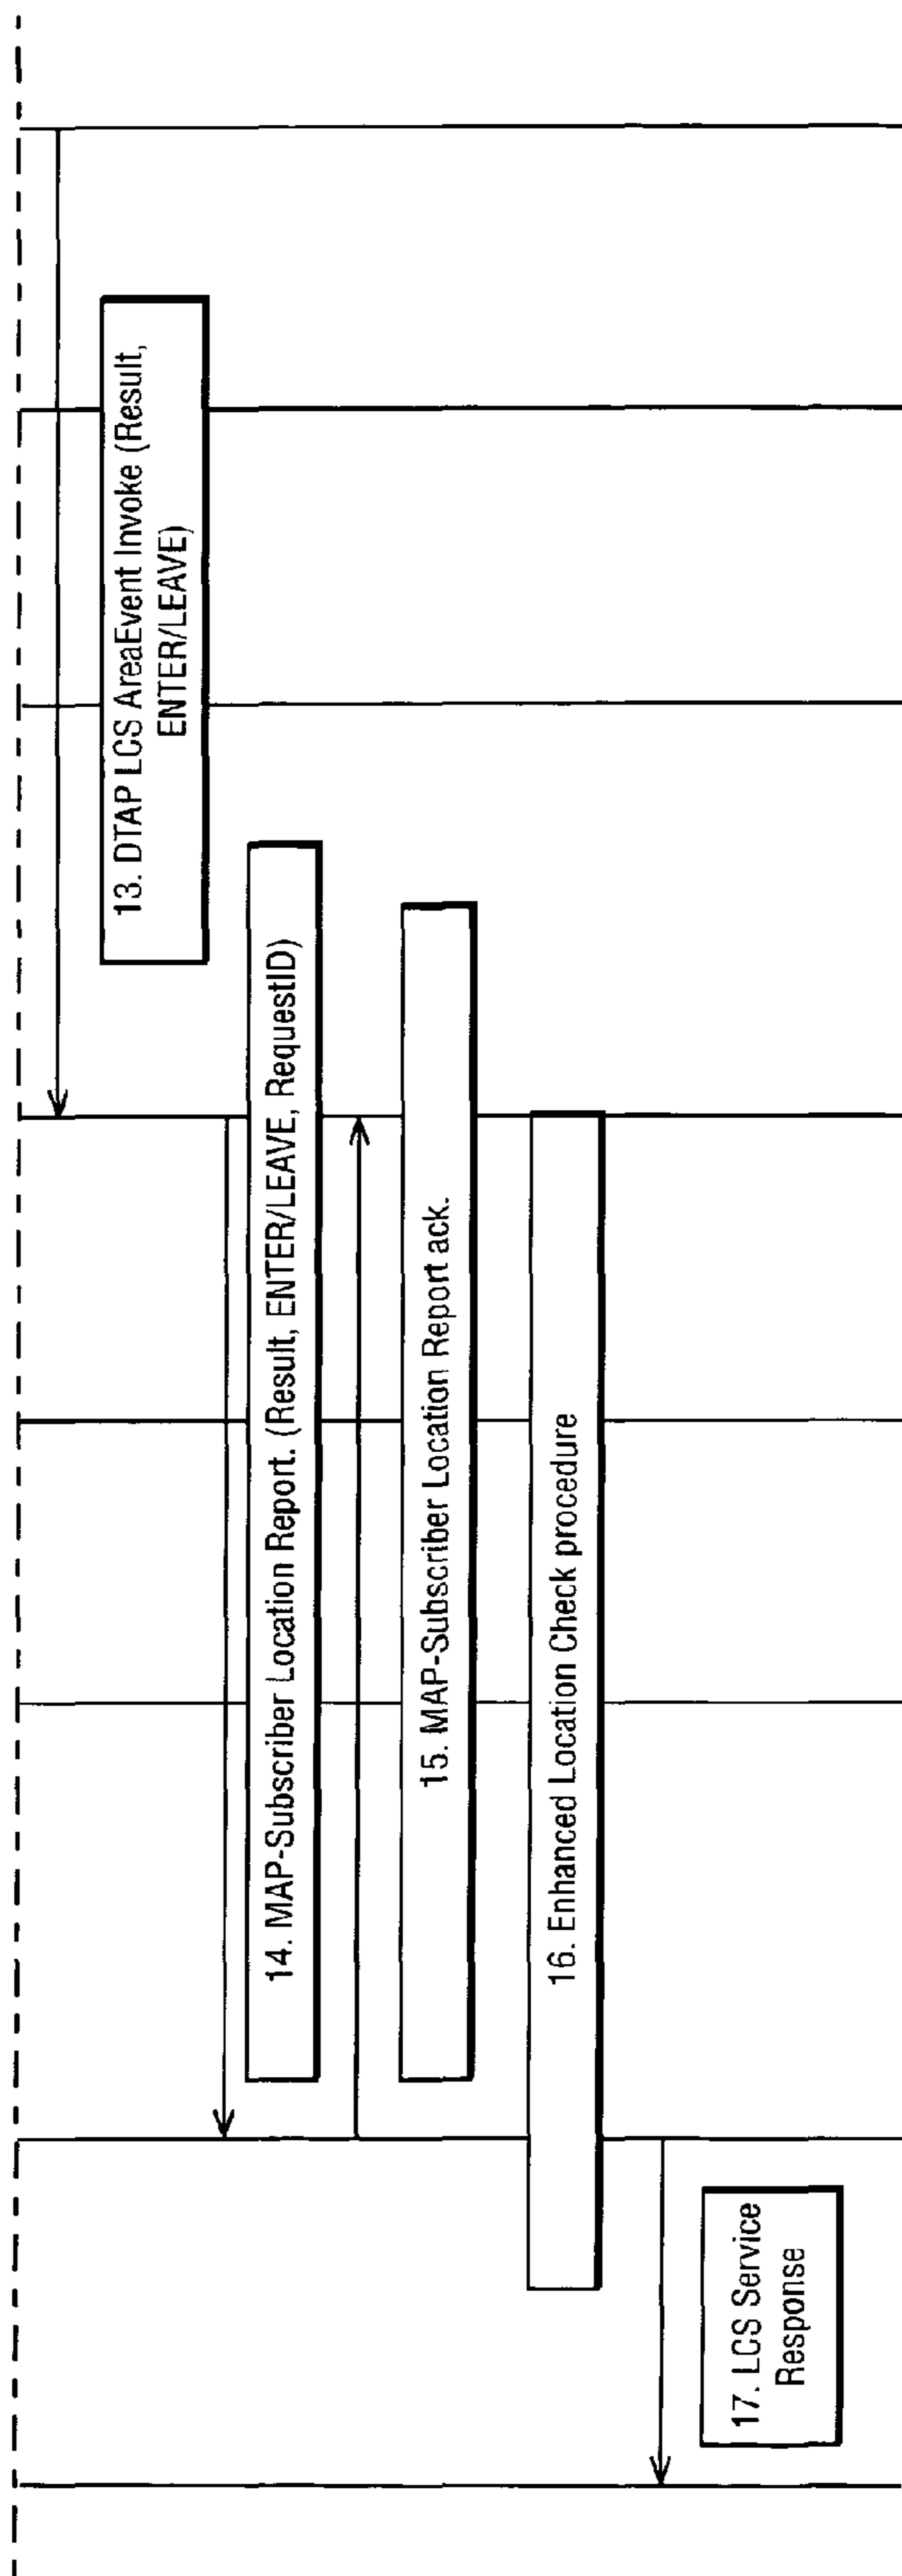 13. DTAP LCS AreaEvent Invoke (Result,
ENTER/LEAVE)
14. MAP-Subscriber Location Report. (Result, ENTER/LEAVE, RequestID)
15. MAP-Subscriber Location Report ack.
16. Enhanced Location Check procedure
17. LCS Service
Response